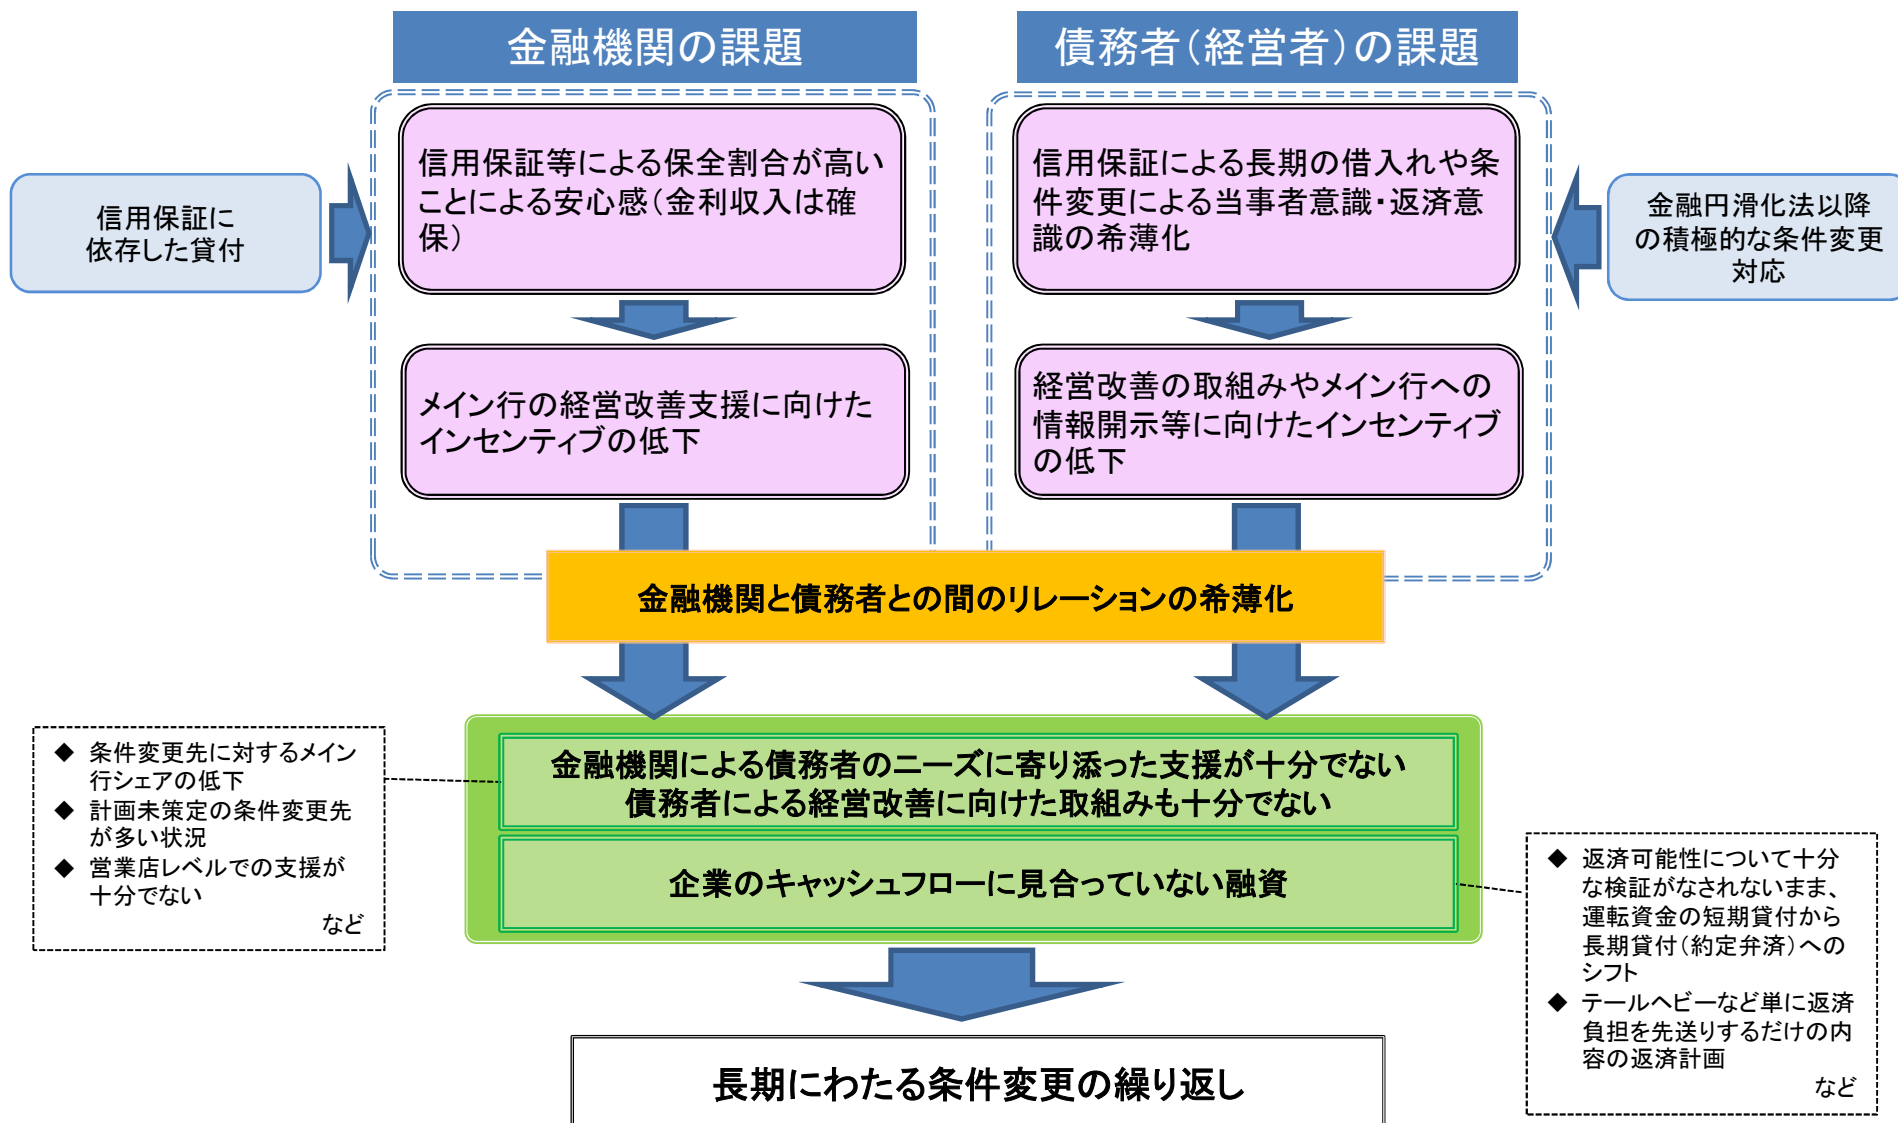 金融機関の課題
債務者（経営者）の課題
信用保証に
依存した貸付
信用保証等による保全割合が高い
ことによる安心感（金利収入は確
保）
信用保証による長期の借入れや条
件変更による当事者意識・返済意
識の希薄化
金融円滑化法以降
の積極的な条件変更
対応
メイン行の経営改善支援に向けた
インセンティブの低下
経営改善の取組みやメイン行への
情報開示等に向けたインセンティブ
の低下
金融機関と債務者との間のリレーションの希薄化
◆ 条件変更先に対するメイン
行シェアの低下
◆ 計画未策定の条件変更先
が多い状況
◆ 営業店レベルでの支援が
十分でない
など
金融機関による債務者のニーズに寄り添った支援が十分でない
債務者による経営改善に向けた取組みも十分でない
企業のキャッシュフローに見合っていない融資
◆ 返済可能性について十分
な検証がなされないまま、
運転資金の短期貸付から
長期貸付（約定弁済）への
シフト
◆ テールヘビーなど単に返済
負担を先送りするだけの内
容の返済計画
など
長期にわたる条件変更の繰り返し